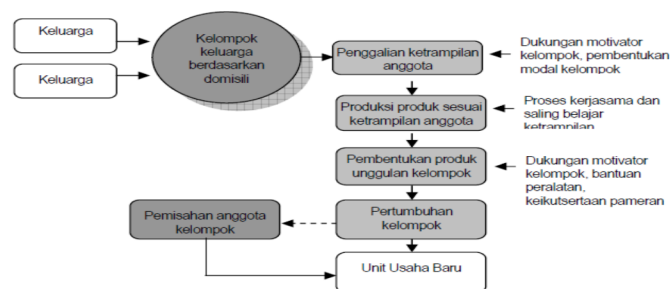 Keluarga
Keluarga
Kelompok
keluarga
berdasarkan
domisili
Penggalian ketrampilan
anggota
Dukungan motivator
kelompok, pembentukan
modal kelompok
Produksi produk sesuai
ketrampilan anggota
Proses kerjasama dan
saling belajar
ketrampilan
Pembentukan produk
unggulan kelompok
Dukungan motivator
kelompok, bantuan
peralatan,
keikutsertaan pameran
Pemisahan anggota
kelompok
Pertumbuhan
kelompok
Unit Usaha Baru